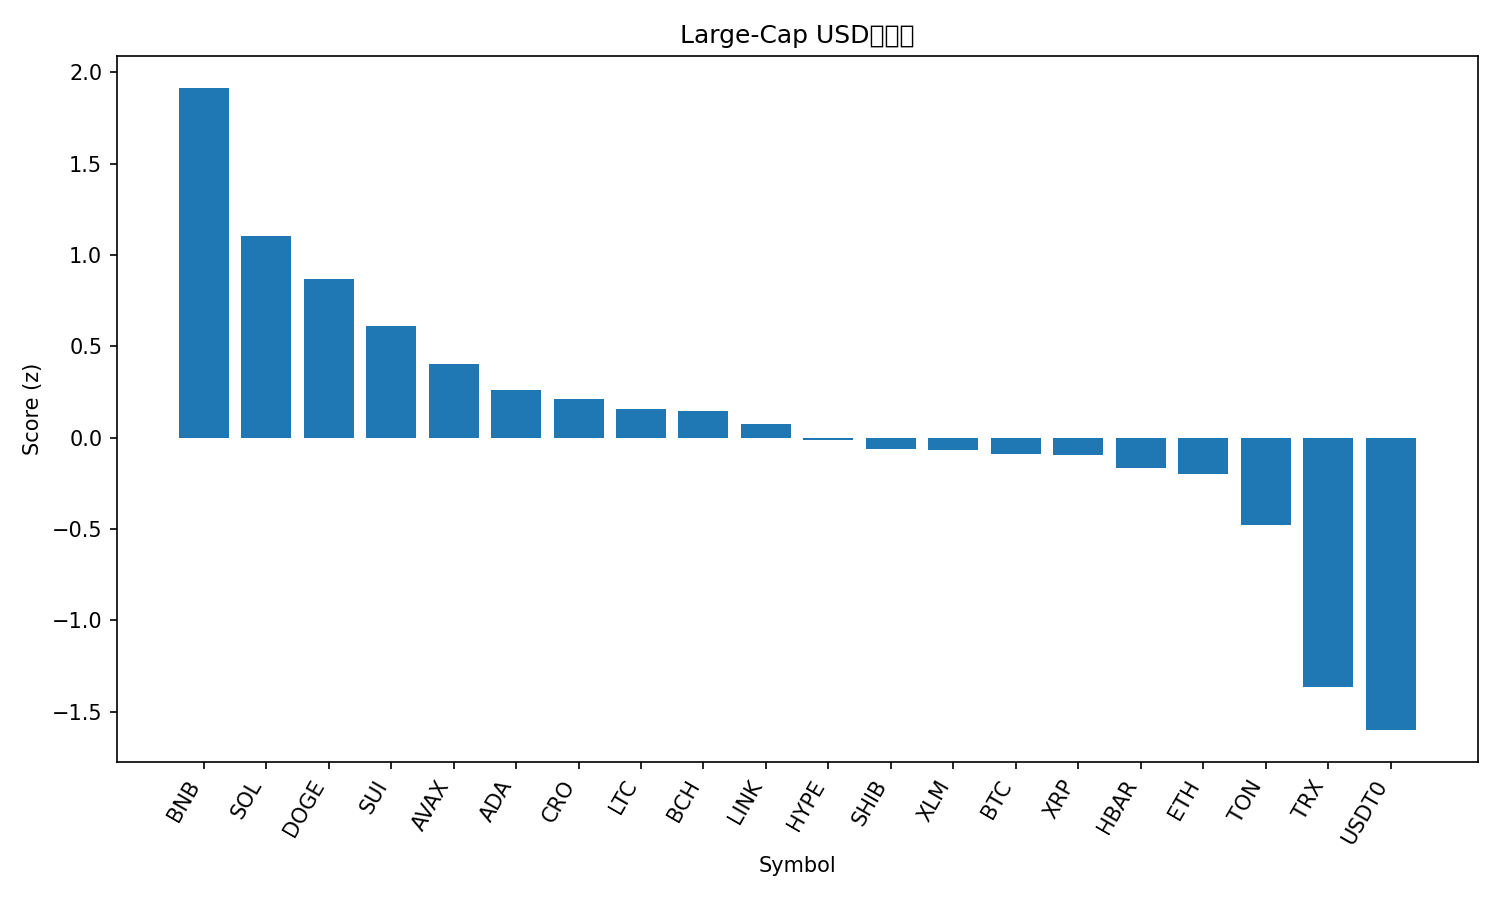 Large-Cap USD
2.0
1.5
1.0
0.5
0.0
−0.5
−1.0
−1.5
Score (z)
BNB
SOL
DOGE
SUI
AVAX
ADA
CRO
LTC
BCH
LINK
HYPE
SHIB
XLM
BTC
XRP
HBAR
ETH
TON
TRX
USDT0
Symbol